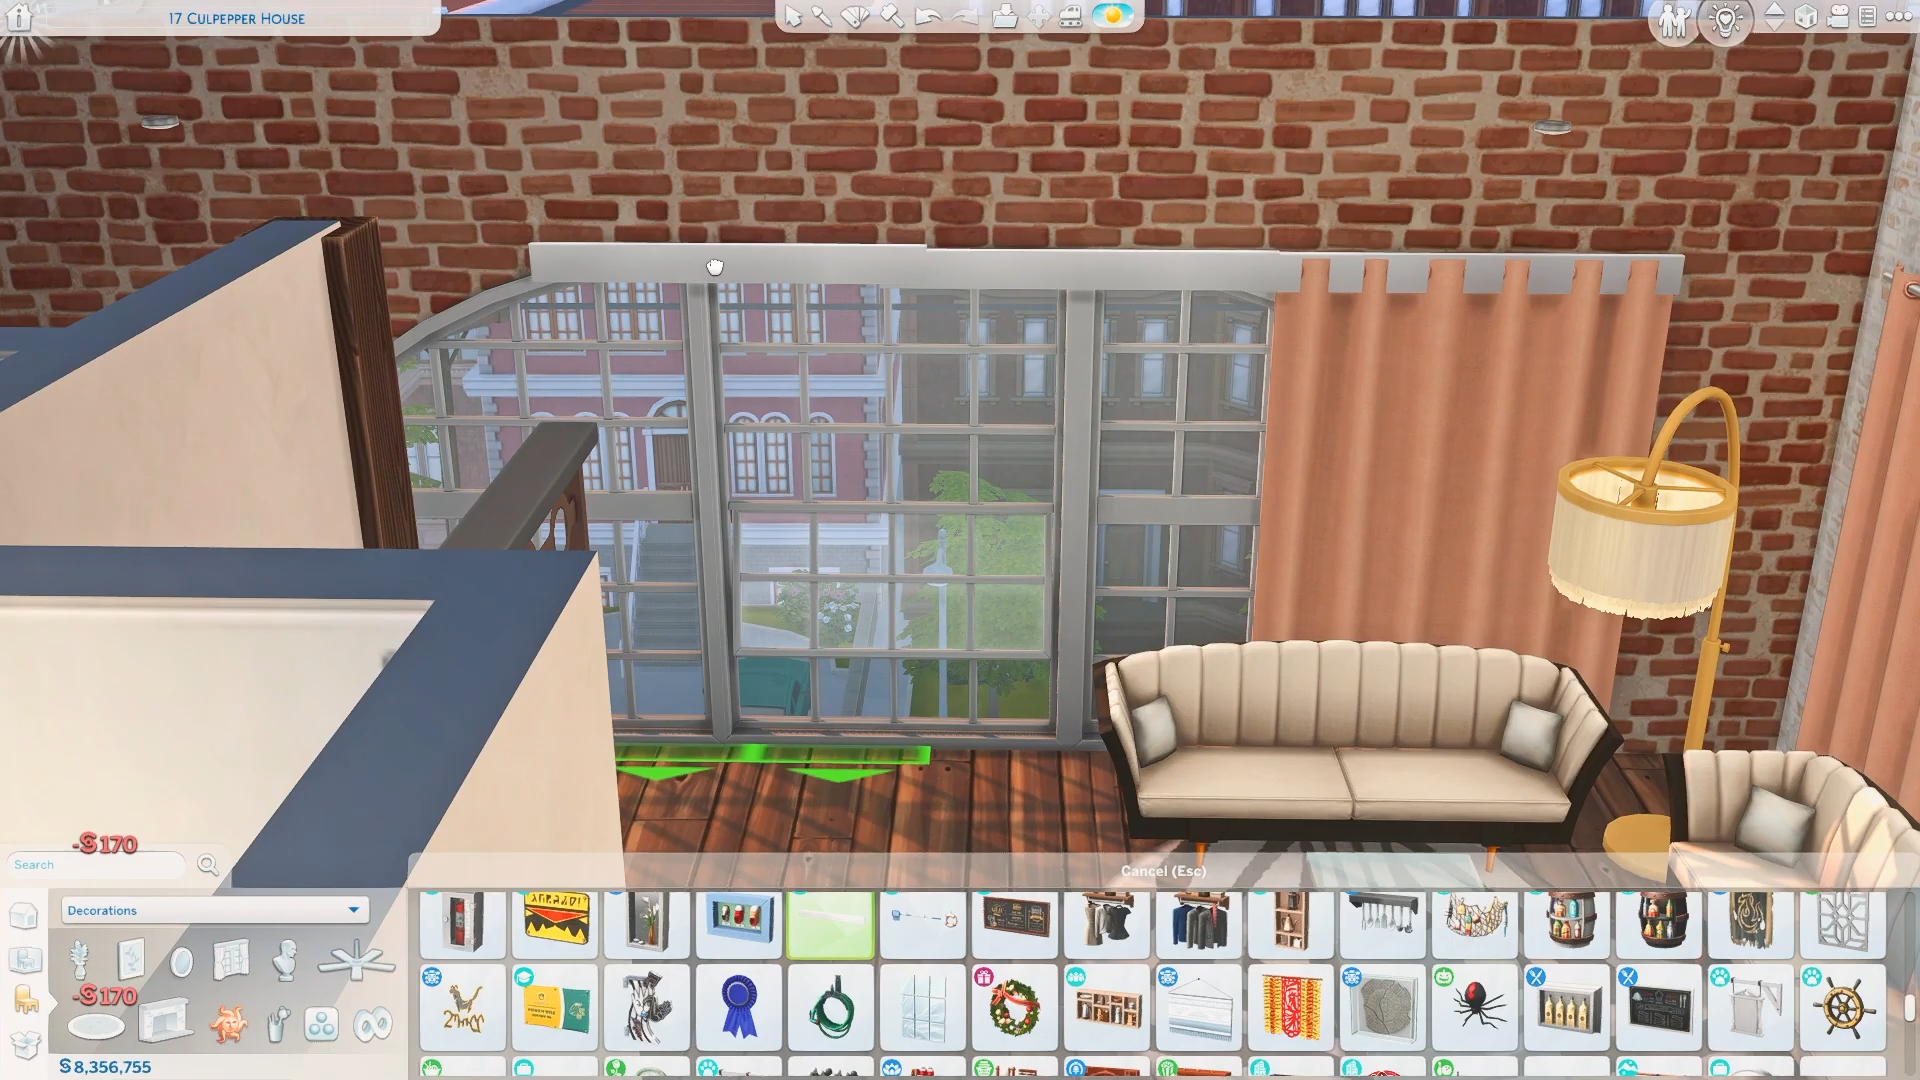 17 CULPEPPER HOUSE
-§170
Search
Cancel (Esc)
Decorations
-§170
§8,356,755